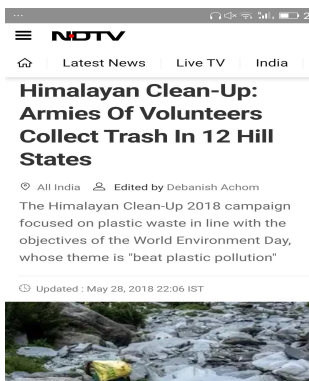 ... 2
NDTV
Latest News Live TV India
Himalayan Clean-Up:
Armies Of Volunteers
Collect Trash In 12 Hill
States
All India Edited by Debanish Achom
The Himalayan Clean-Up 2018 campaign
focused on plastic waste in line with the
objectives of the World Environment Day,
whose theme is "beat plastic pollution"
Updated : May 28, 2018 22:06 IST